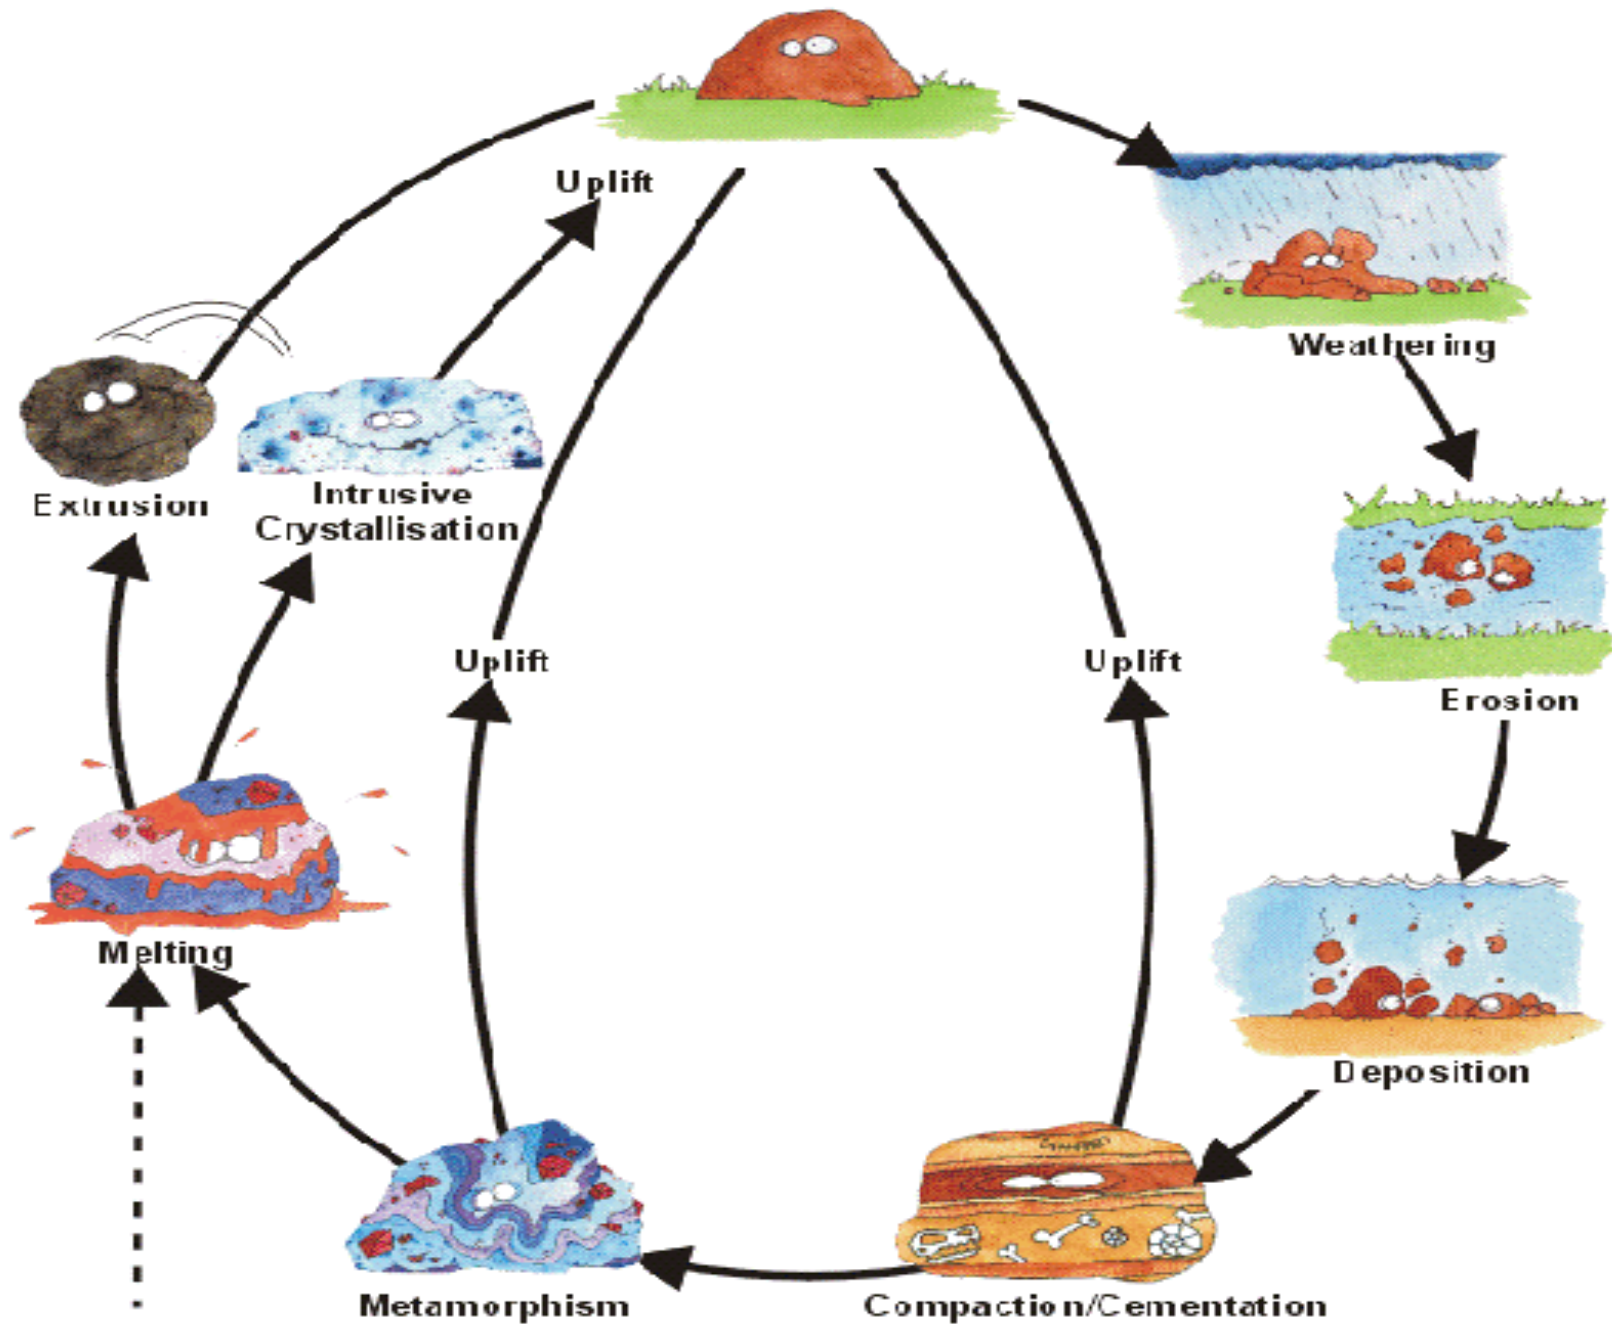 Uplift
Weathering
Extrusion
Intrusive
Crystallisation
Uplift
Uplift
Erosion
Melting
Deposition
Metamorphism
Compaction/Cementation